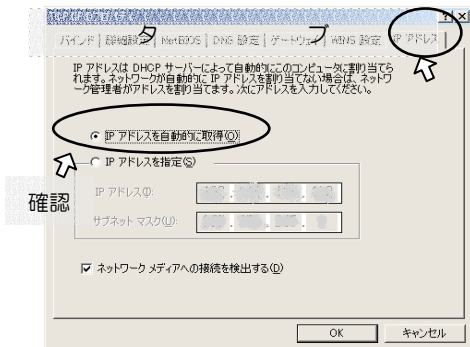 タ ブ
バインド 詳細設定 NetBIOS DNS 設定 ゲートウェイ WINS 設定 IP アドレス
IP アドレスは DHCP サーバーによって自動的にこのコンピュータに割り当てら
れます。ネットワークが自動的に IP アドレスを割り当てない場合は、ネットワ
ーク管理者がアドレスを割り当てます。次にアドレスを入力してください。
IP アドレスを自動的に取得(O)
IP アドレスを指定(S)
確認
IP アドレス(I):
サブネット マスク(U):
ネットワーク メディアへの接続を検出する(D)
OK キャンセル